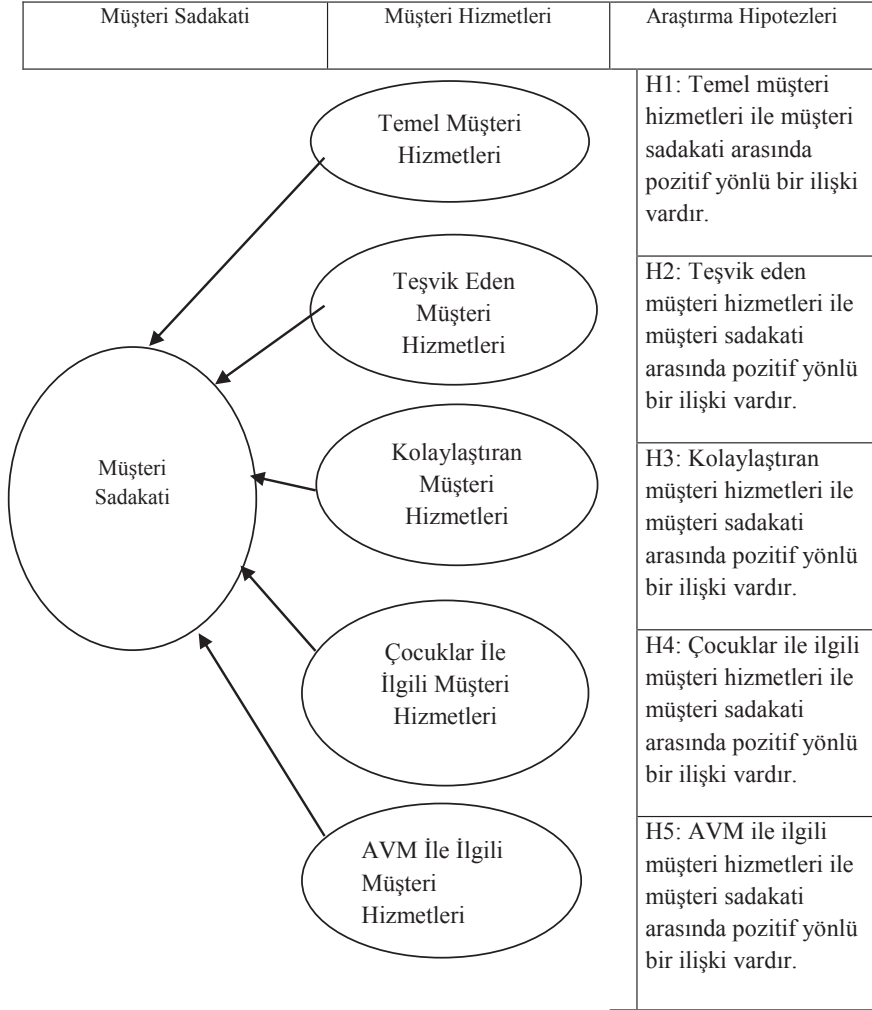 Müşteri Sadakati
Müşteri Hizmetleri
Araştırma Hipotezleri
Temel Müşteri
Hizmetleri
Teşvik Eden
Müşteri
Hizmetleri
Kolaylaştıran
Müşteri
Hizmetleri
Müşteri
Sadakati
Çocuklar İle
İlgili Müşteri
Hizmetleri
AVM İle İlgili
Müşteri
Hizmetleri
H1: Temel müşteri
hizmetleri ile müşteri
sadakati arasında
pozitif yönlü bir ilişki
vardır.
H2: Teşvik eden
müşteri hizmetleri ile
müşteri sadakati
arasında pozitif yönlü
bir ilişki vardır.
H3: Kolaylaştıran
müşteri hizmetleri ile
müşteri sadakati
arasında pozitif yönlü
bir ilişki vardır.
H4: Çocuklar ile ilgili
müşteri hizmetleri ile
müşteri sadakati
arasında pozitif yönlü
bir ilişki vardır.
H5: AVM ile ilgili
müşteri hizmetleri ile
müşteri sadakati
arasında pozitif yönlü
bir ilişki vardır.